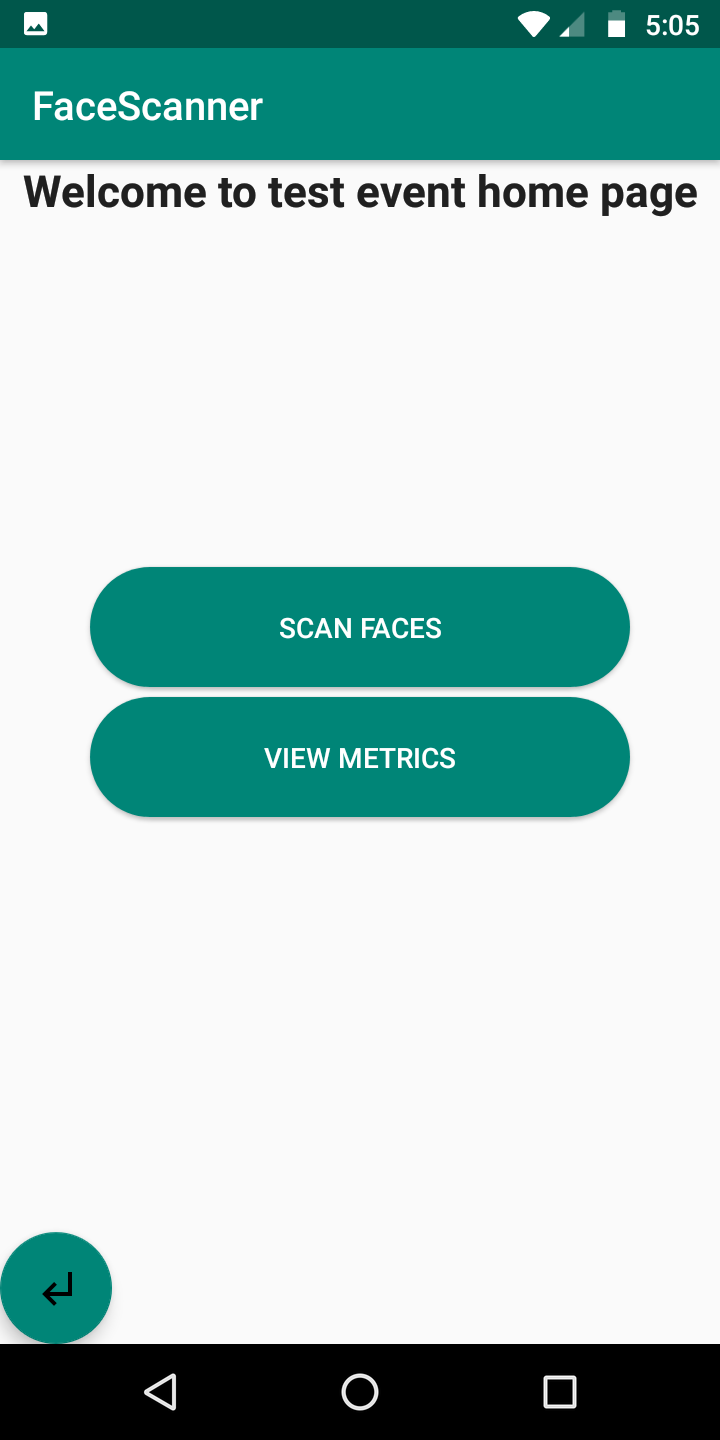 5:05
FaceScanner
Welcome to test event home page
SCAN FACES
VIEW METRICS